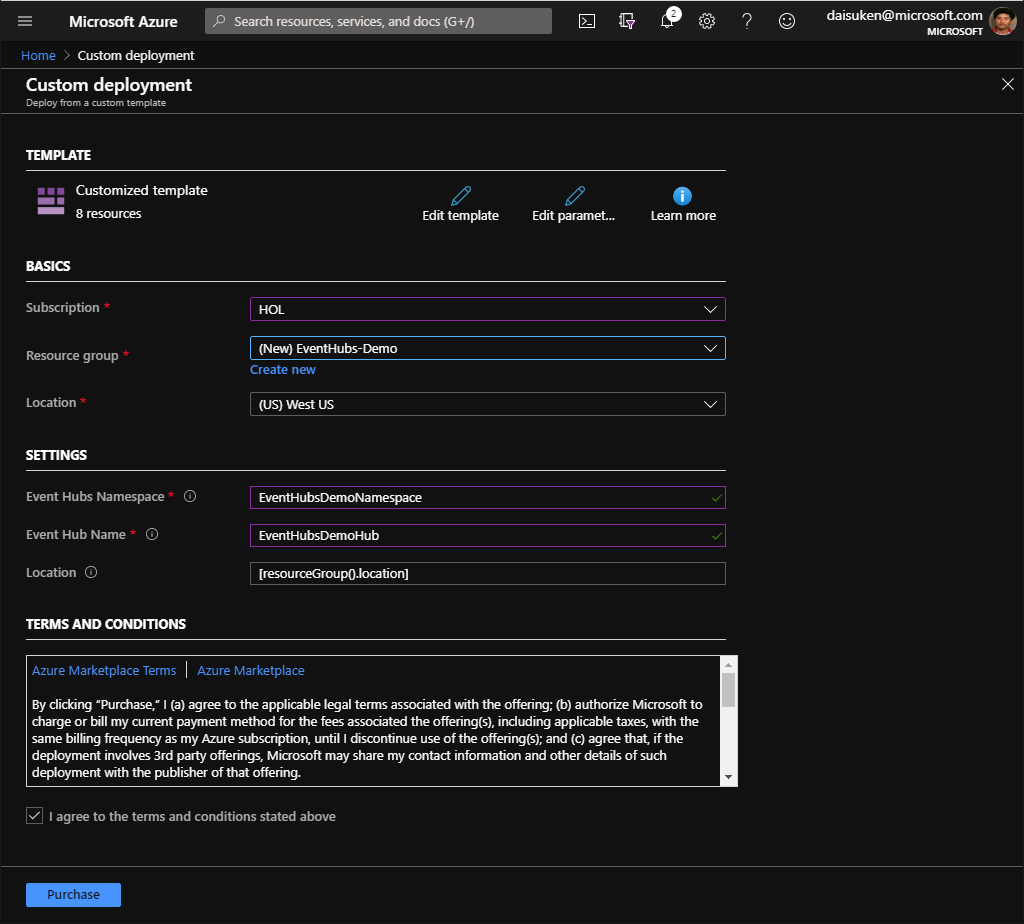 Microsoft Azure
Search resources, services, and docs (G+/)
2
daisuken@microsoft.com
MICROSOFT
Home > Custom deployment
Custom deployment
Deploy from a custom template
TEMPLATE
Customized template
8 resources
Edit template
Edit paramet...
Learn more
BASICS
Subscription *
HOL
Resource group *
(New) EventHubs-Demo
Create new
Location *
(US) West US
SETTINGS
Event Hubs Namespace *
EventHubsDemoNamespace
Event Hub Name *
EventHubsDemoHub
Location
[resourceGroup().location]
TERMS AND CONDITIONS
Azure Marketplace Terms | Azure Marketplace
By clicking “Purchase,” I (a) agree to the applicable legal terms associated with the offering; (b) authorize Microsoft to
charge or bill my current payment method for the fees associated the offering(s), including applicable taxes, with the
same billing frequency as my Azure subscription, until I discontinue use of the offering(s); and (c) agree that, if the
deployment involves 3rd party offerings, Microsoft may share my contact information and other details of such
deployment with the publisher of that offering.
I agree to the terms and conditions stated above
Purchase